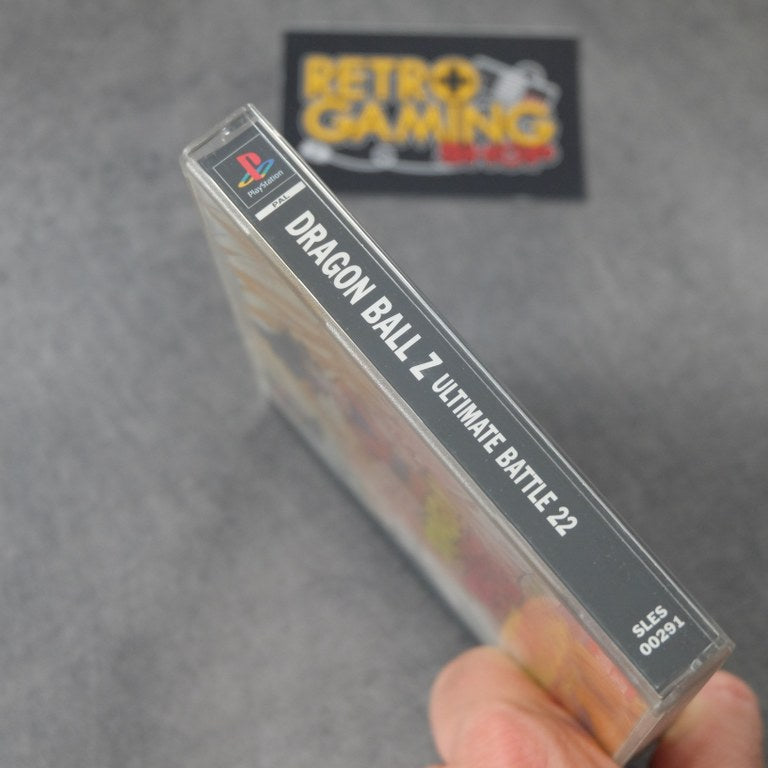 RETRO
GAMING
SHOP
PlayStation
PAL
DRAGON BALL Z ULTIMATE BATTLE 22
SLES
00291